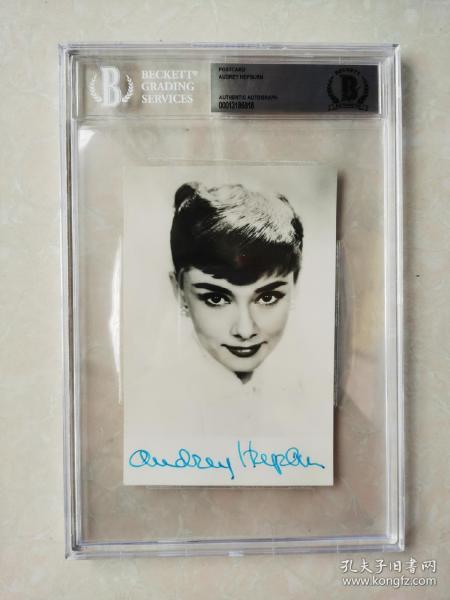 BECKETT®
GRADING
SERVICES
POSTCARD
AUDREY HEPBURN
AUTHENTIC AUTOGRAPH
00013186818
Audrey Hepburn
孔夫子旧书网
www.kongfz.com